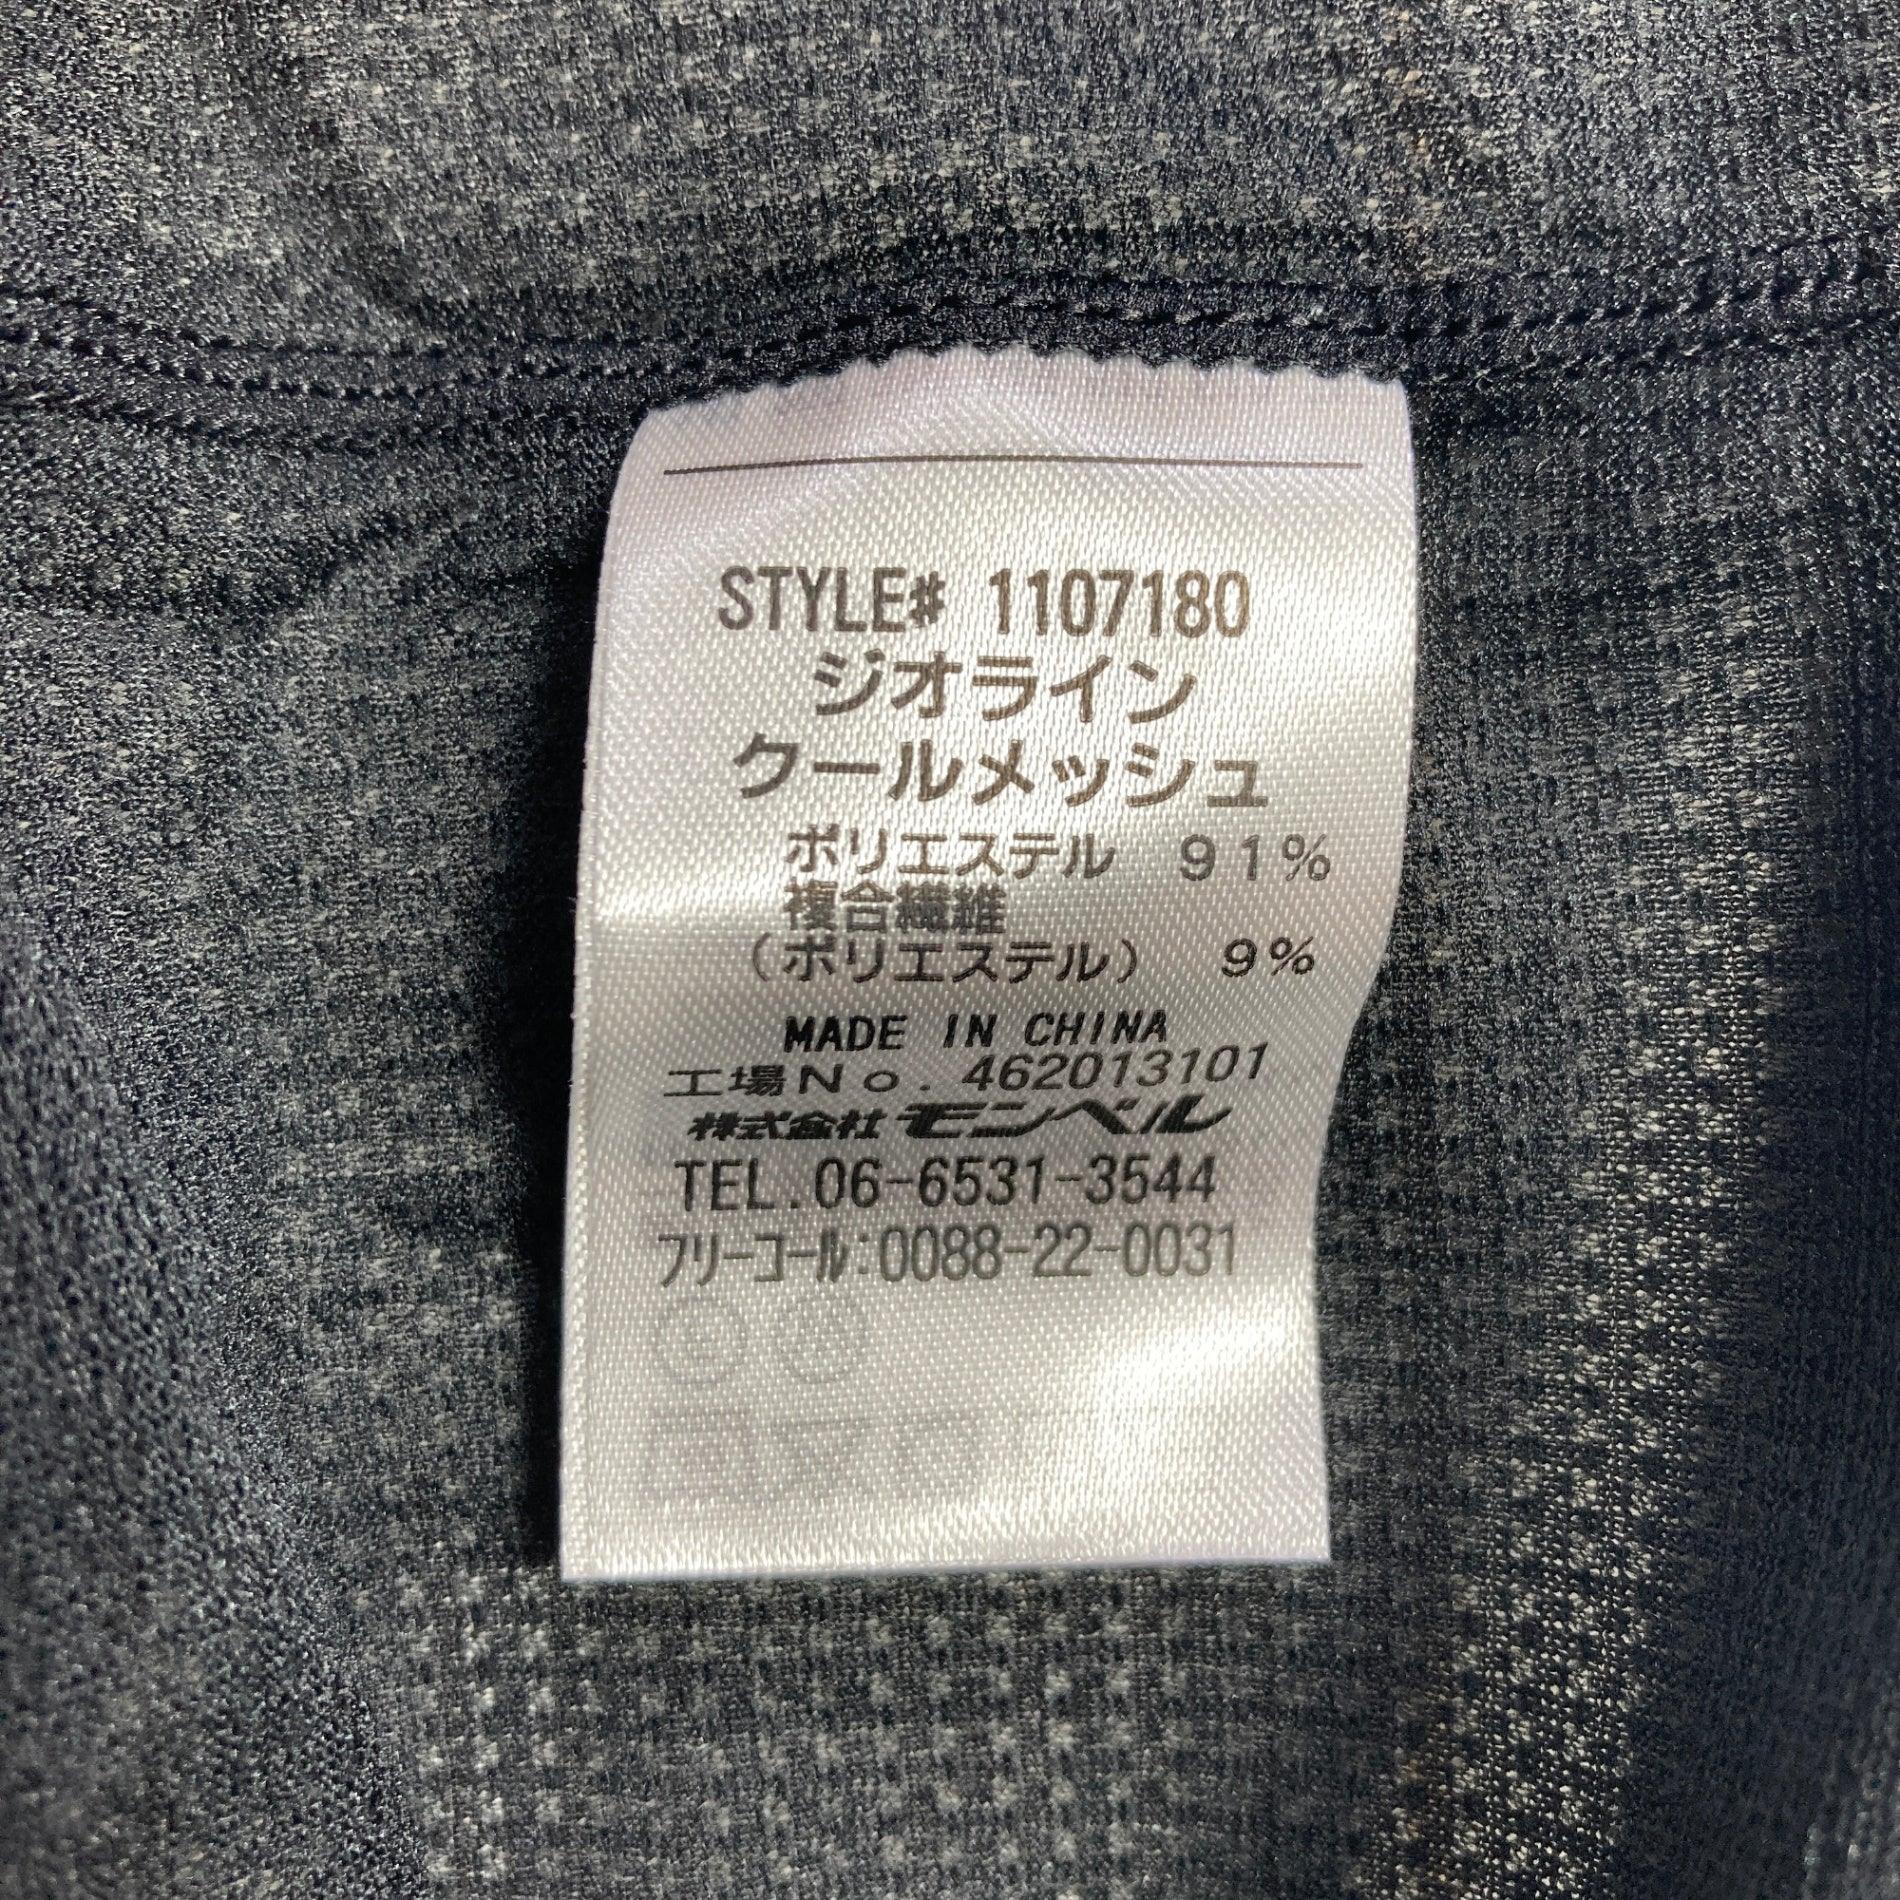 STYLE# 1107180
ジオライン
クールメッシュ
ポリエステル 91%
複合繊維
(ポリエステル) 9%
MADE IN CHINA
工場No. 462013101
株式会社モンベル
TEL.06-6531-3544
フリーコール:0088-22-0031